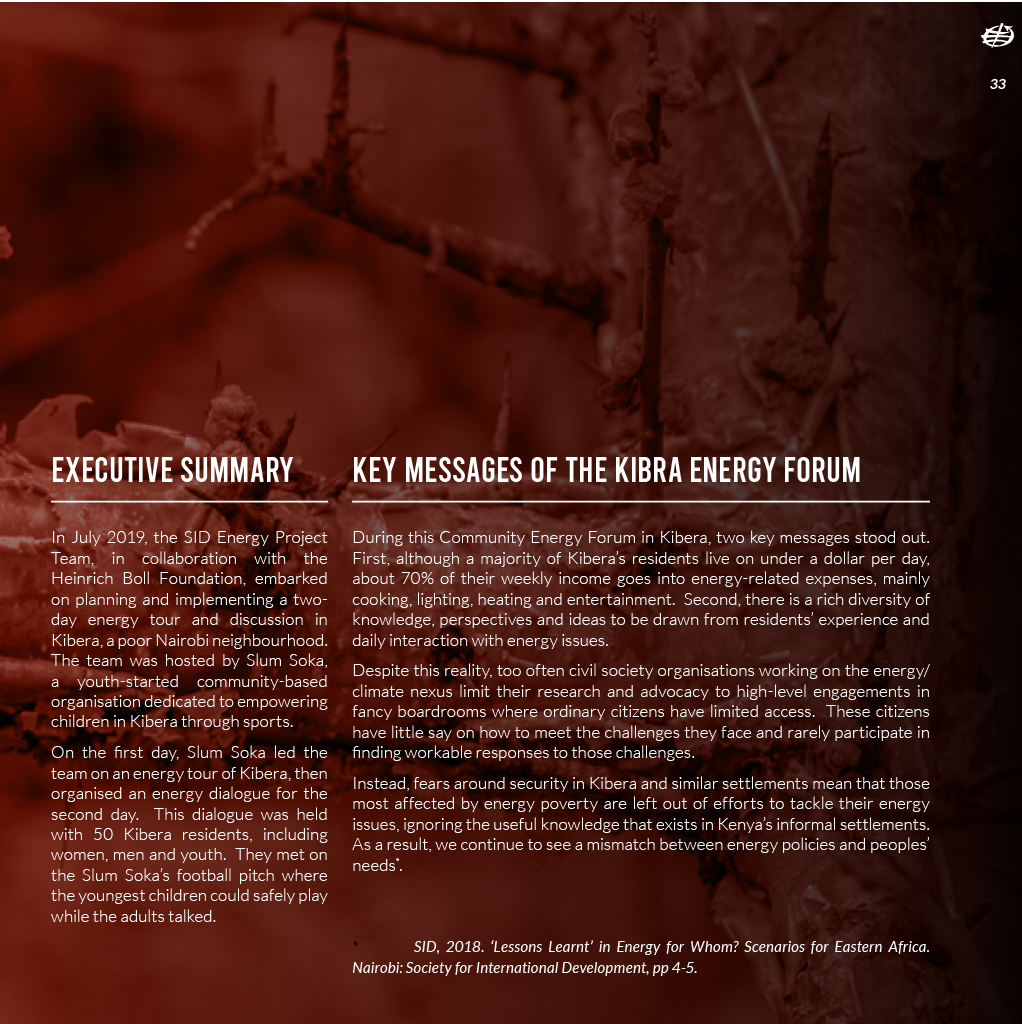 33
EXECUTIVE SUMMARY
In July 2019, the SID Energy Project
Team, in collaboration with the
Heinrich Boll Foundation, embarked
on planning and implementing a two-
day energy tour and discussion in
Kibera, a poor Nairobi neighbourhood.
The team was hosted by Slum Soka,
a youth-started community-based
organisation dedicated to empowering
children in Kibera through sports.
On the first day, Slum Soka led the
team on an energy tour of Kibera, then
organised an energy dialogue for the
second day.  This dialogue was held
with 50 Kibera residents, including
women, men and youth.  They met on
the Slum Soka’s football pitch where
the youngest children could safely play
while the adults talked.
KEY MESSAGES OF THE KIBRA ENERGY FORUM
During this Community Energy Forum in Kibera, two key messages stood out.
First, although a majority of Kibera’s residents live on under a dollar per day,
about 70% of their weekly income goes into energy-related expenses, mainly
cooking, lighting, heating and entertainment.  Second, there is a rich diversity of
knowledge, perspectives and ideas to be drawn from residents’ experience and
daily interaction with energy issues.
Despite this reality, too often civil society organisations working on the energy/
climate nexus limit their research and advocacy to high-level engagements in
fancy boardrooms where ordinary citizens have limited access.  These citizens
have little say on how to meet the challenges they face and rarely participate in
finding workable responses to those challenges.
Instead, fears around security in Kibera and similar settlements mean that those
most affected by energy poverty are left out of efforts to tackle their energy
issues, ignoring the useful knowledge that exists in Kenya’s informal settlements.
As a result, we continue to see a mismatch between energy policies and peoples’
needs*.
* SID, 2018. ‘Lessons Learnt’ in Energy for Whom? Scenarios for Eastern Africa.
Nairobi: Society for International Development, pp 4-5.